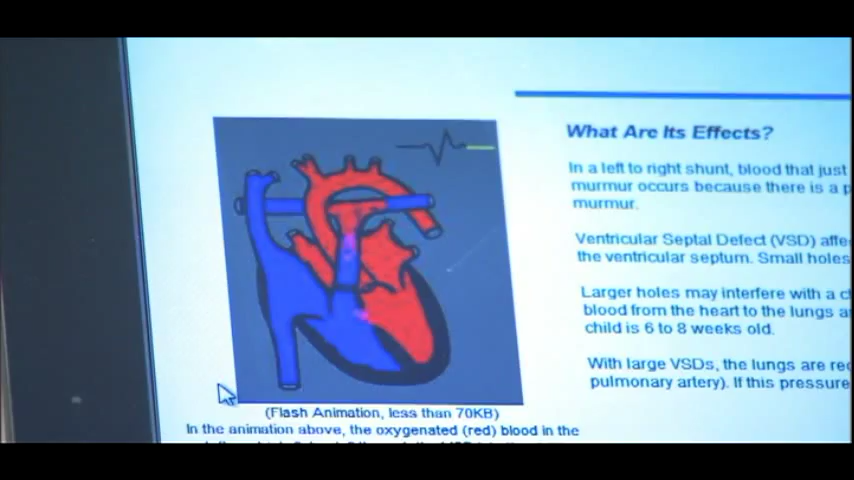 What Are Its Effects?
In a left to right shunt, blood that just
murmur occurs because there is a p
murmur.
Ventricular Septal Defect (VSD) affe
the ventricular septum. Small holes
Larger holes may interfere with a c
blood from the heart to the lungs a
child is 6 to 8 weeks old.
With large VSDs, the lungs are rec
pulmonary artery). If this pressure
(Flash Animation, less than 70KB)
In the animation above, the oxygenated (red) blood in the